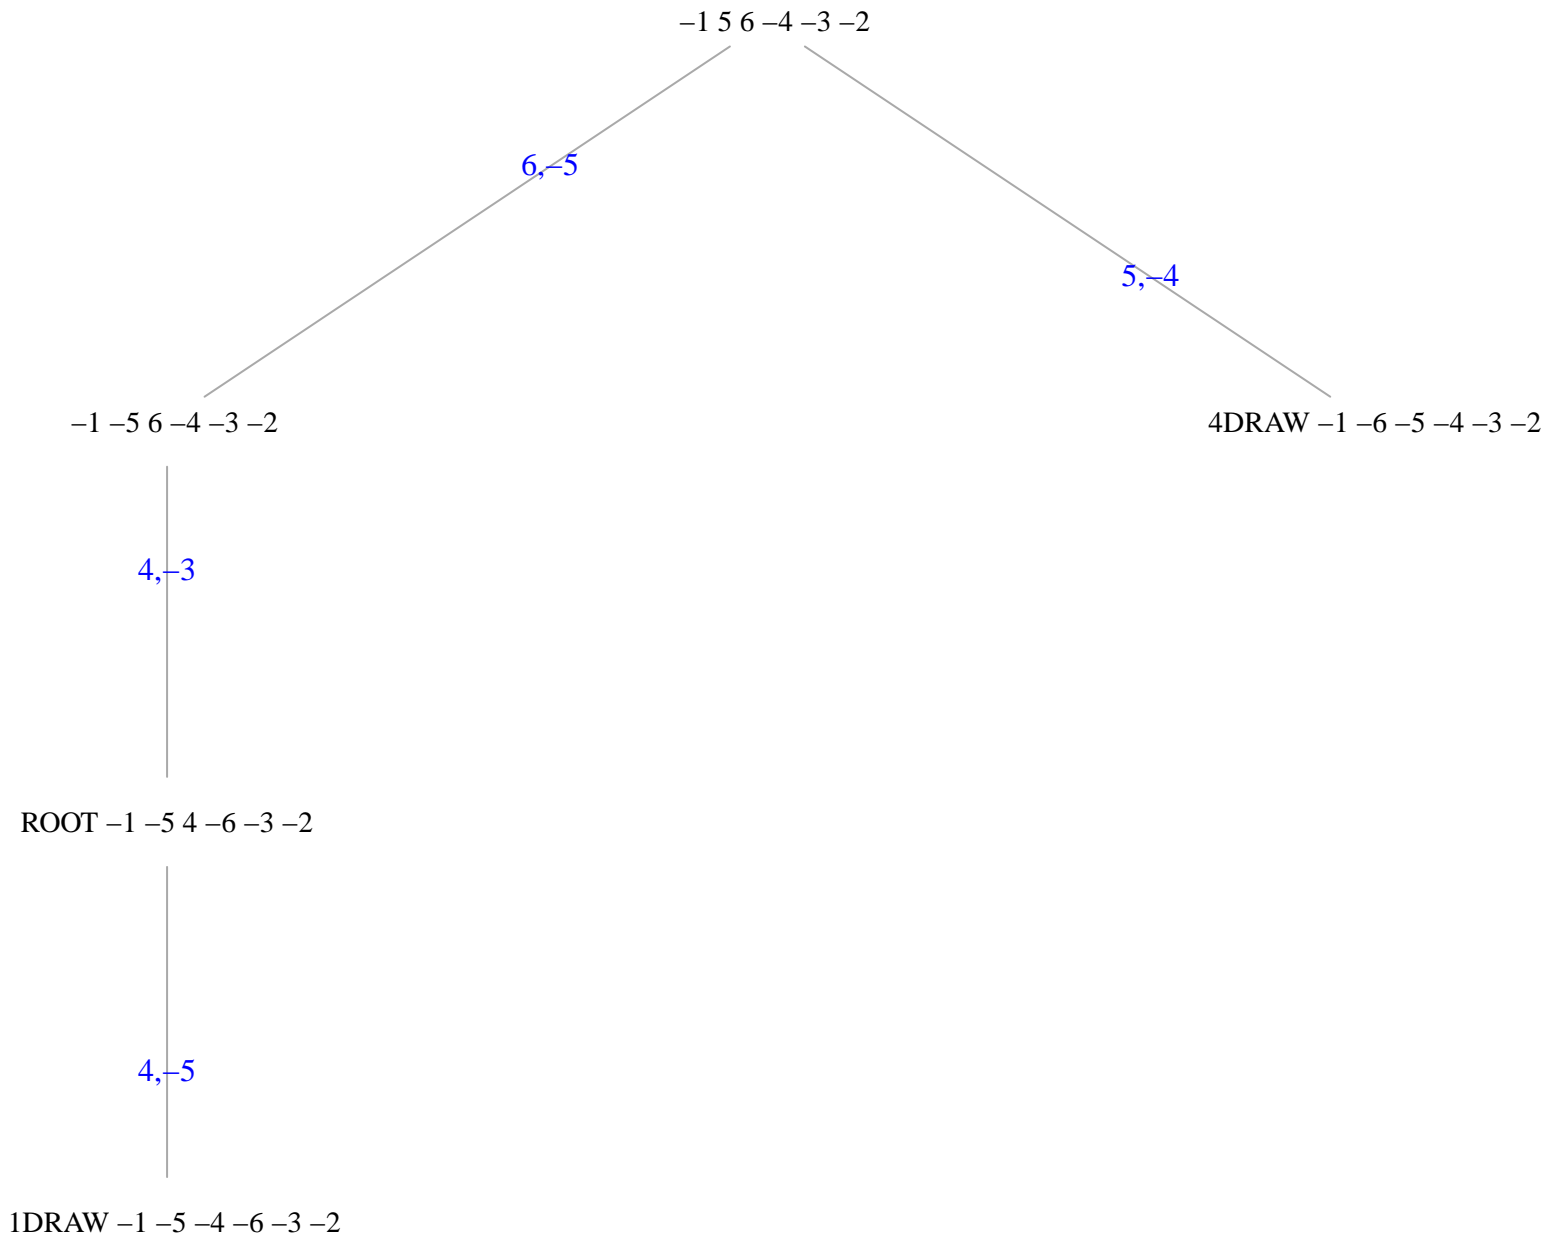 –1 5 6 –4 –3 –2
6,–5
5,–4
–1 –5 6 –4 –3 –2
4DRAW –1 –6 –5 –4 –3 –2
4,–3
ROOT –1 –5 4 –6 –3 –2
4,–5
1DRAW –1 –5 –4 –6 –3 –2